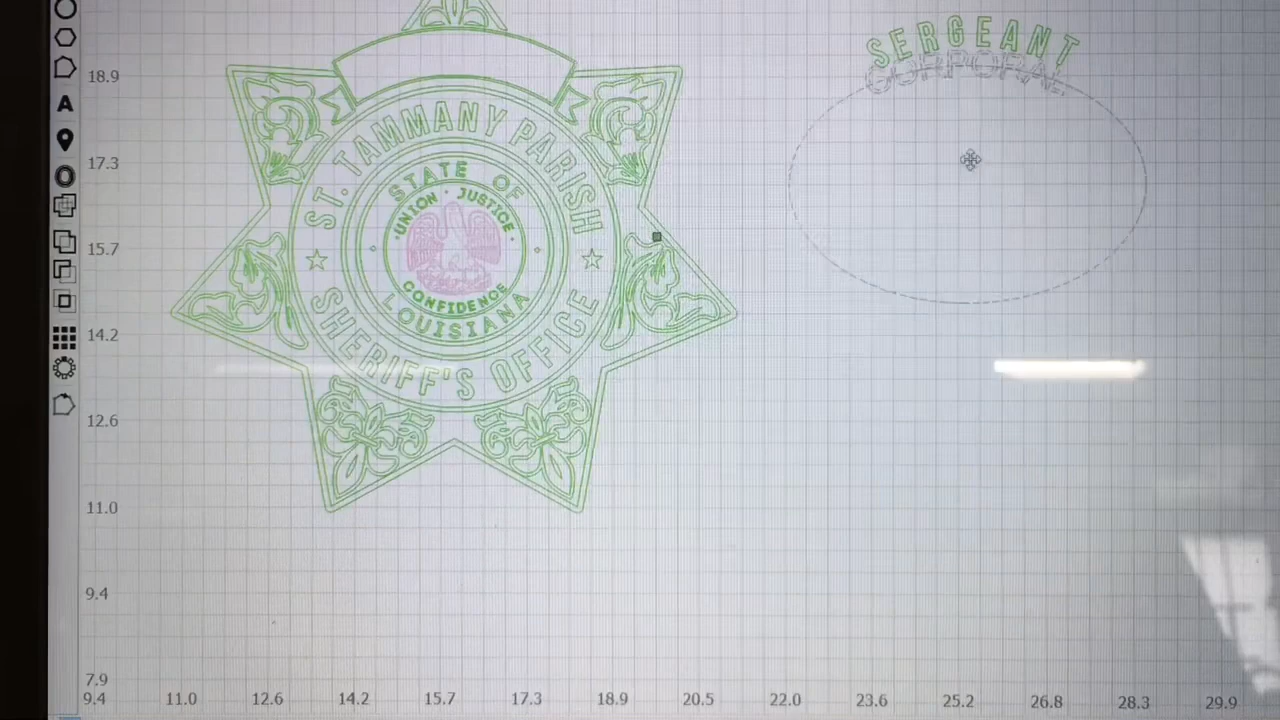 SERGEANT
CORPORAL
18.9
ST. TAMMANY PARISH
17.3
STATE OF
· UNION · JUSTICE ·
15.7
CONFIDENCE
LOUISIANA
SHERIFF'S OFFICE
14.2
12.6
11.0
9.4
7.9
9.4 11.0 12.6 14.2 15.7 17.3 18.9 20.5 22.0 23.6 25.2 26.8 28.3 29.9
A